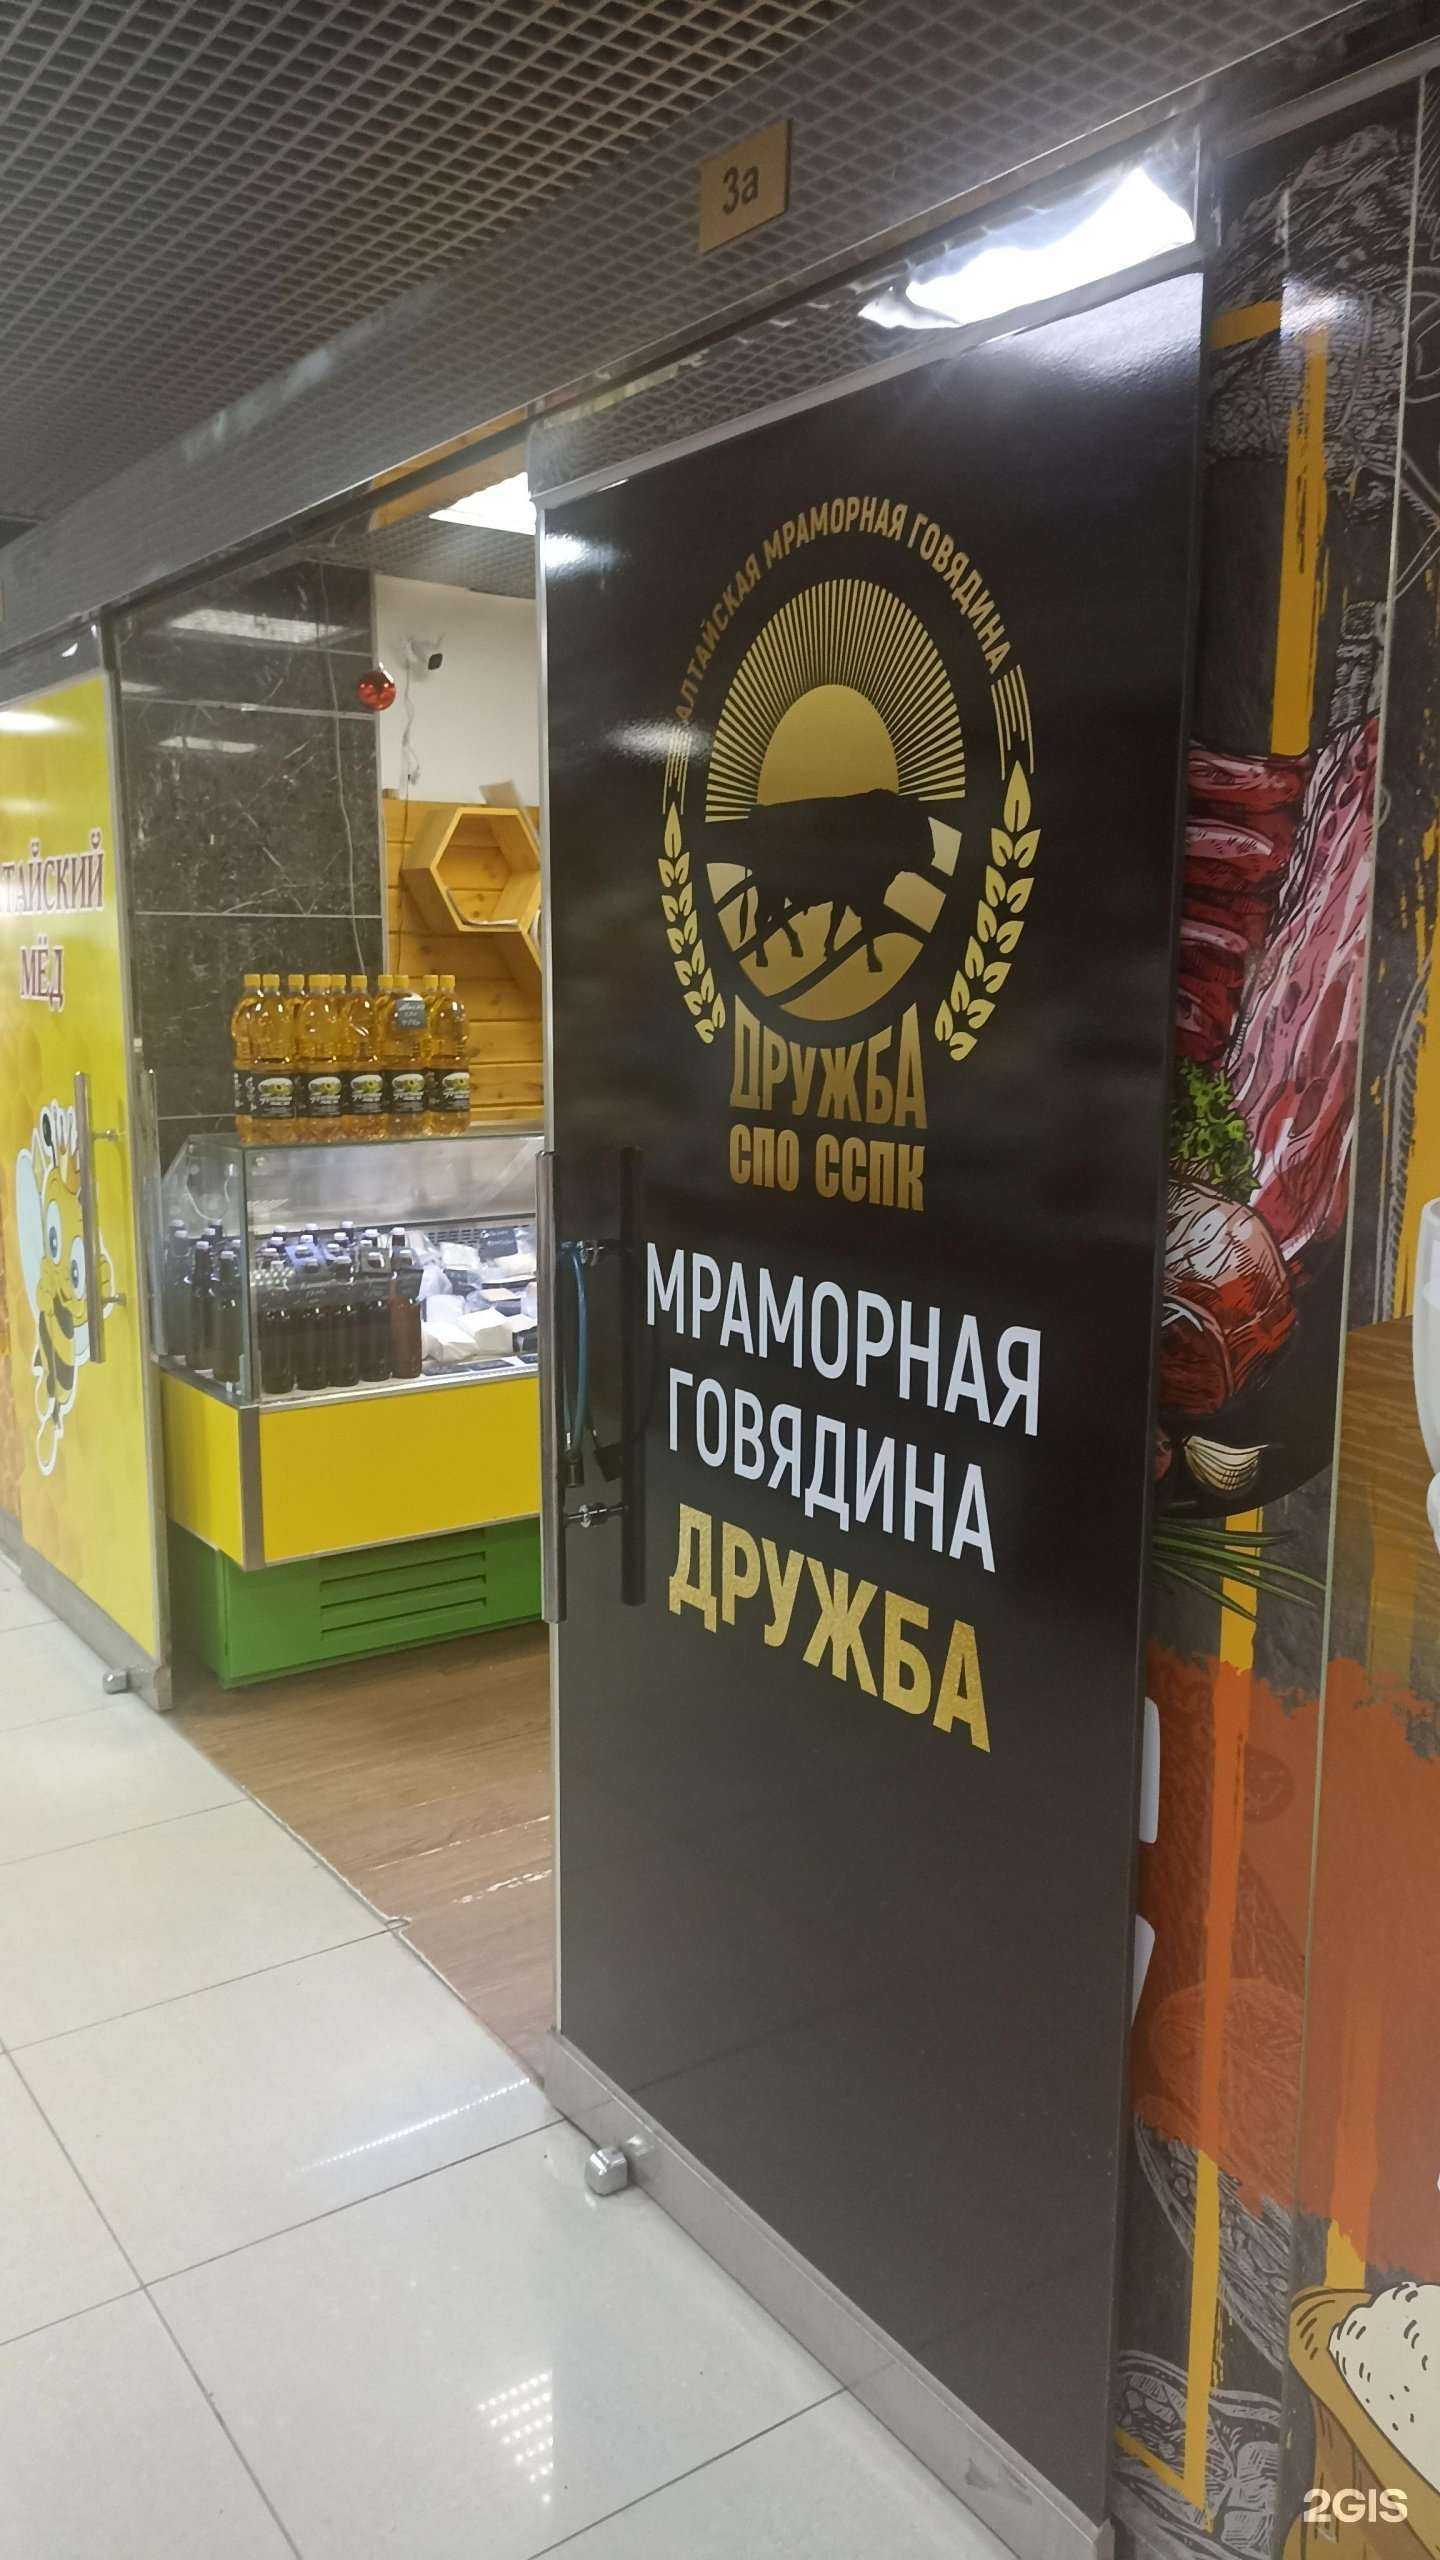 3а
АЛТАЙСКАЯ МРАМОРНАЯ ГОВЯДИНА
ДРУЖБА
СПО ССПК
МРАМОРНАЯ
ГОВЯДИНА
ДРУЖБА
ТАЙСКИЙ
МЁД
2GIS